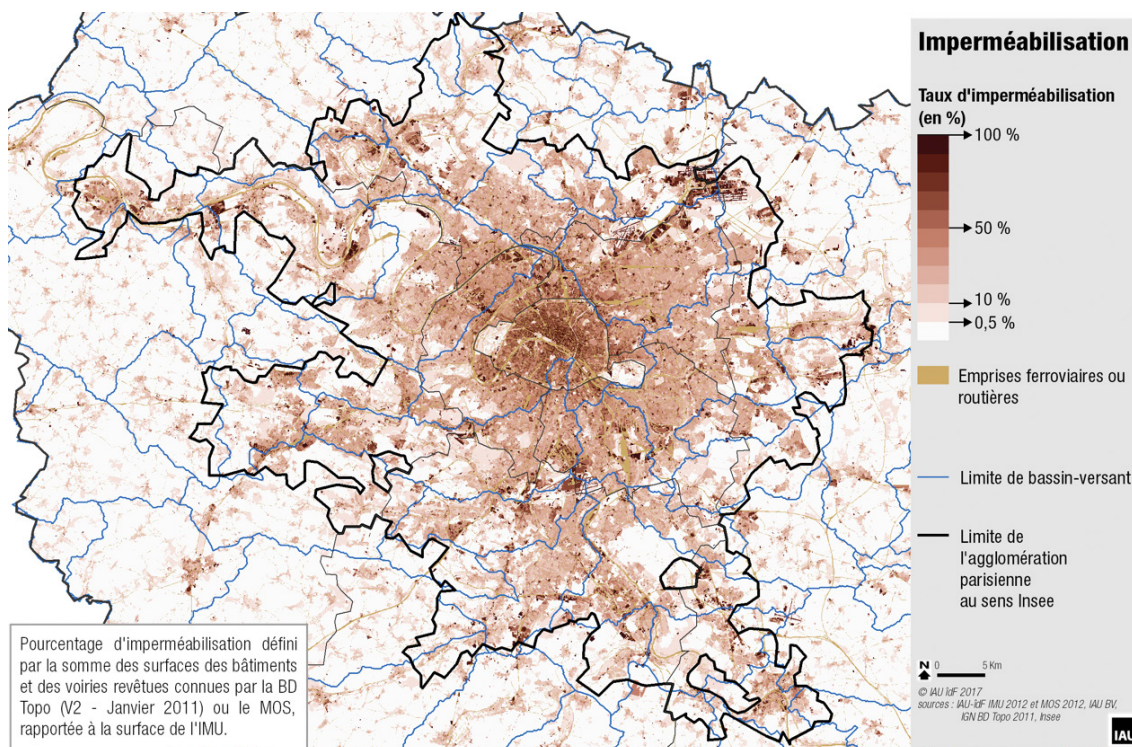 Imperméabilisation
Taux d'imperméabilisation
(en %)
100 %
50 %
10 %
0,5 %
Emprises ferroviaires ou
routières
Limite de bassin-versant
Limite de
l'agglomération
parisienne
au sens Insee
N 0 5 Km
© IAU îdF 2017
sources : IAU-îdF IMU 2012 et MOS 2012, IAU BV,
IGN BD Topo 2011, Insee
IAU
Pourcentage d'imperméabilisation défini
par la somme des surfaces des bâtiments
et des voiries revêtues connues par la BD
Topo (V2 - Janvier 2011) ou le MOS,
rapportée à la surface de l'IMU.